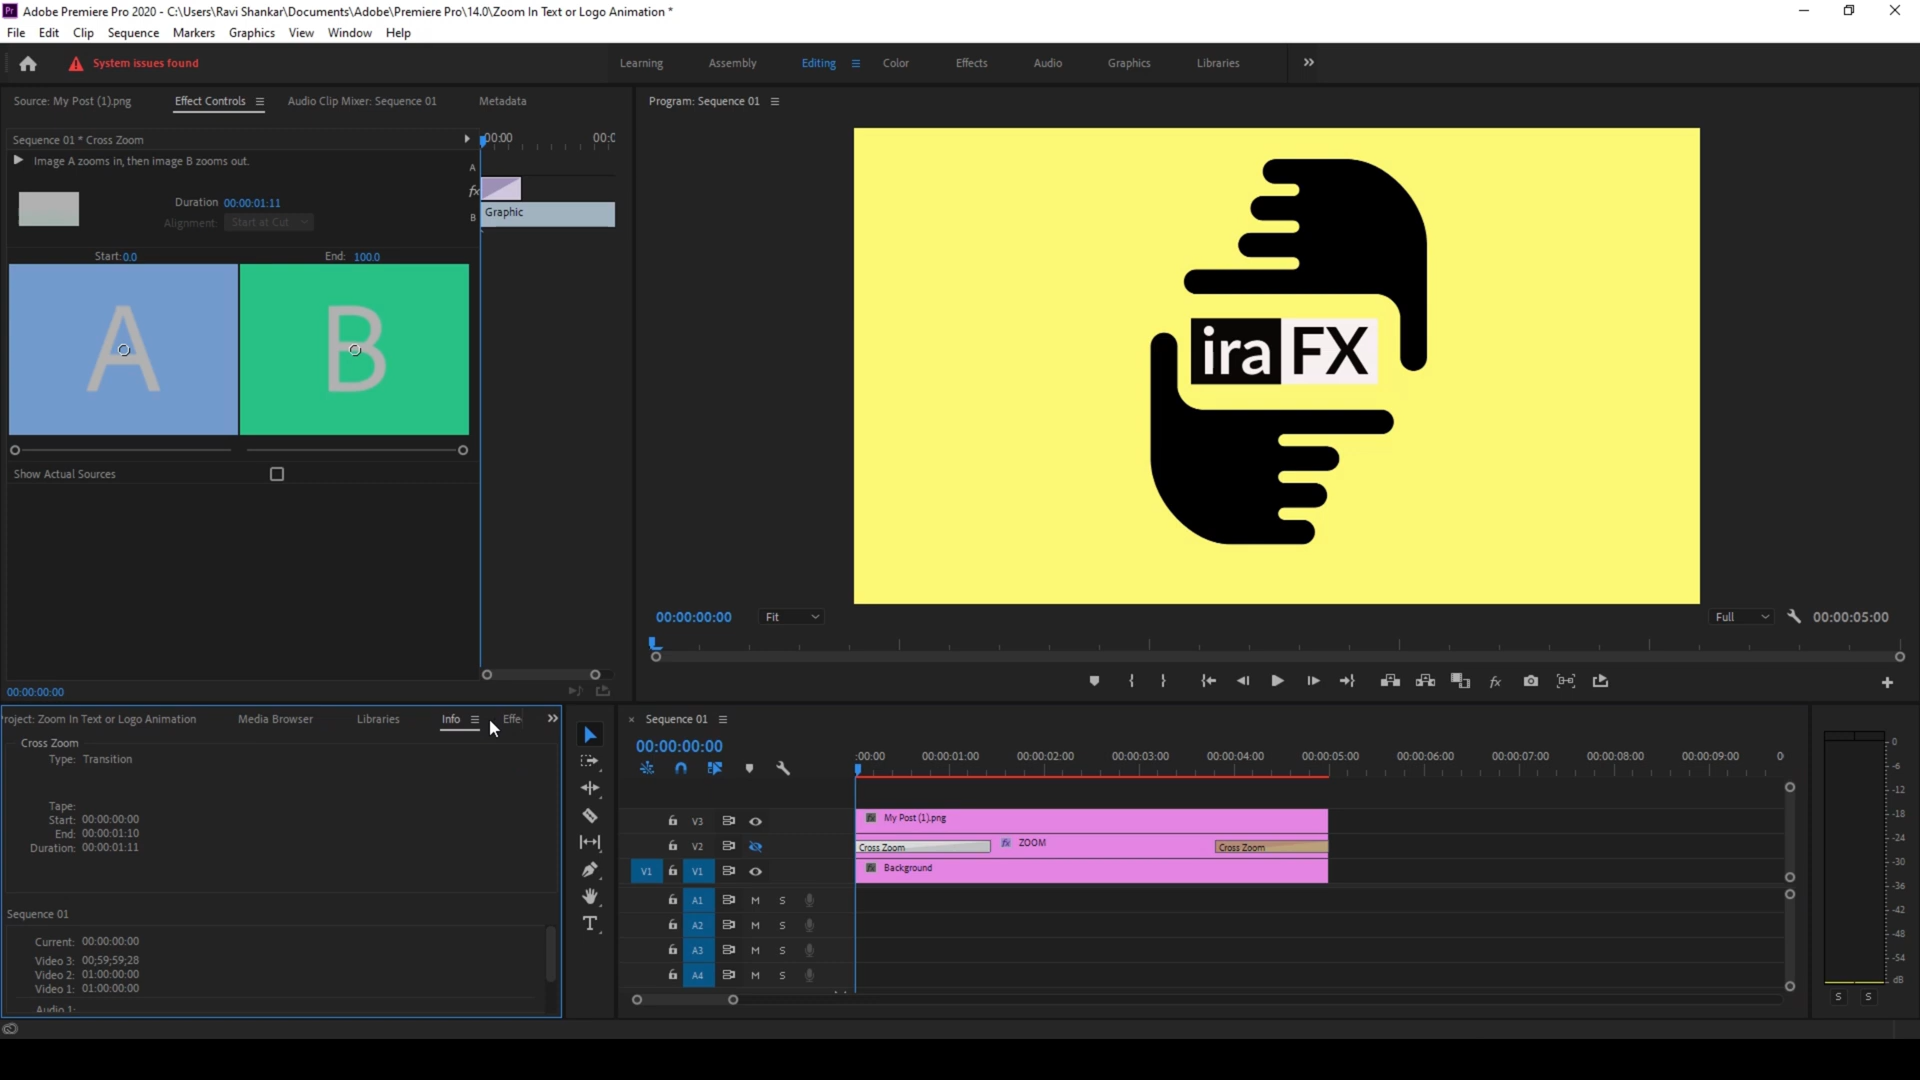 Pr Adobe Premiere Pro 2020 - C:\Users\Ravi Shankar\Documents\Adobe\Premiere Pro\14.0\Zoom In Text or Logo Animation *
File Edit Clip Sequence Markers Graphics View Window Help
System issues found
Learning Assembly Editing Color Effects Audio Graphics Libraries
Source: My Post (1).png Effect Controls Audio Clip Mixer: Sequence 01 Metadata
Program: Sequence 01
Sequence 01 * Cross Zoom
:00:00 00:0
Image A zooms in, then image B zooms out.
A
fx
Duration 00:00:01:11
Graphic
Alignment: Start at Cut
B
Start: 0.0 End: 100.0
A B
Show Actual Sources
ira FX
00:00:00:00 Fit Full 00:00:05:00
00:00:00:00
roject: Zoom In Text or Logo Animation Media Browser Libraries Info Effe
Cross Zoom
Type: Transition
Tape:
Start: 00:00:00:00
End: 00:00:01:10
Duration: 00:00:01:11
Sequence 01
Current: 00:00:00:00
Video 3: 00;59;59;28
Video 2: 01:00:00:00
Video 1: 01:00:00:00
Audio 1:
Sequence 01
00:00:00:00
:00:00 00:00:01:00 00:00:02:00 00:00:03:00 00:00:04:00 00:00:05:00 00:00:06:00 00:00:07:00 00:00:08:00 00:00:09:00 0
V3 My Post (1).png
V2 Cross Zoom fx ZOOM Cross Zoom
V1 V1 Background
A1 M S
A2 M S
A3 M S
A4 M S
0
-6
-12
-18
-24
-30
-36
-42
-48
-54
dB
S S